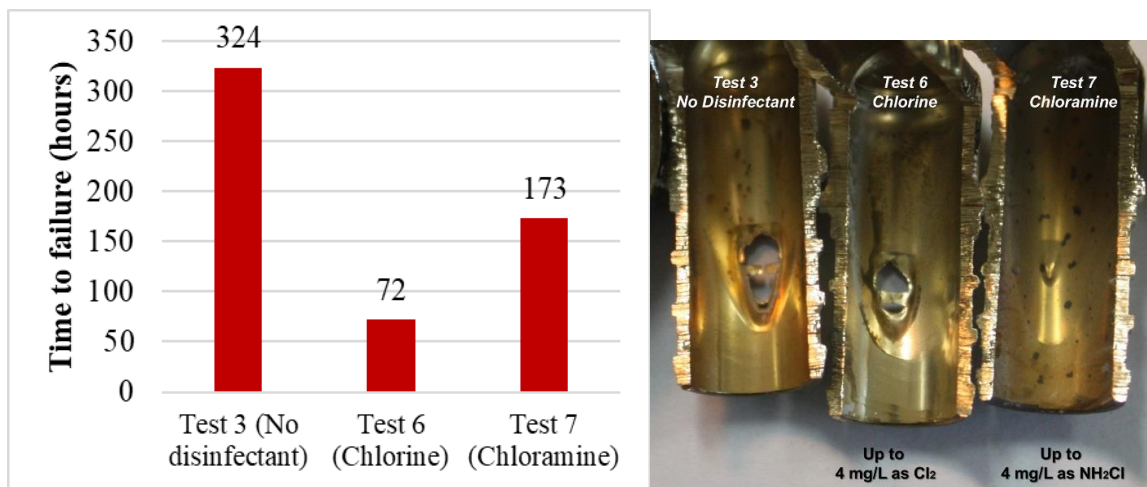 Time to failure (hours)
350
300
250
200
150
100
50
0
324
72
173
Test 3 (No
disinfectant)
Test 6
(Chlorine)
Test 7
(Chloramine)
Test 3
No Disinfectant
Test 6
Chlorine
Test 7
Chloramine
Up to
4 mg/L as Cl₂
Up to
4 mg/L as NH₂Cl